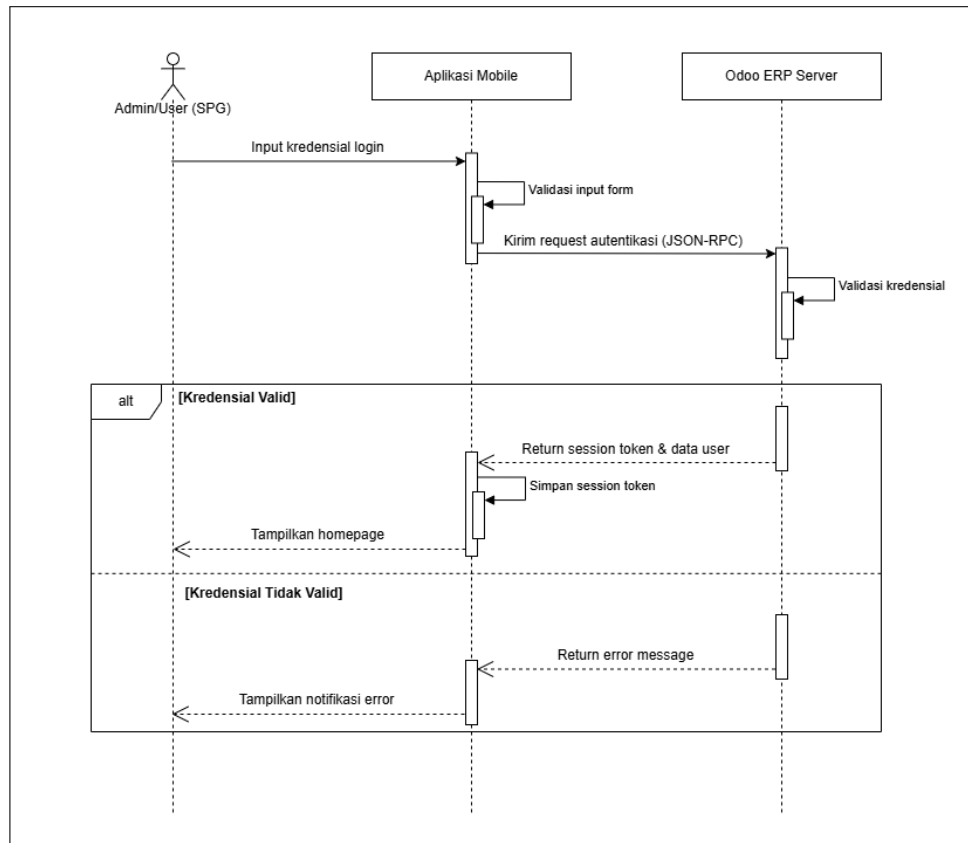 Admin/User (SPG)
Aplikasi Mobile
Odoo ERP Server
Input kredensial login
Validasi input form
Kirim request autentikasi (JSON-RPC)
Validasi kredensial
alt
[Kredensial Valid]
Return session token & data user
Simpan session token
Tampilkan homepage
[Kredensial Tidak Valid]
Return error message
Tampilkan notifikasi error